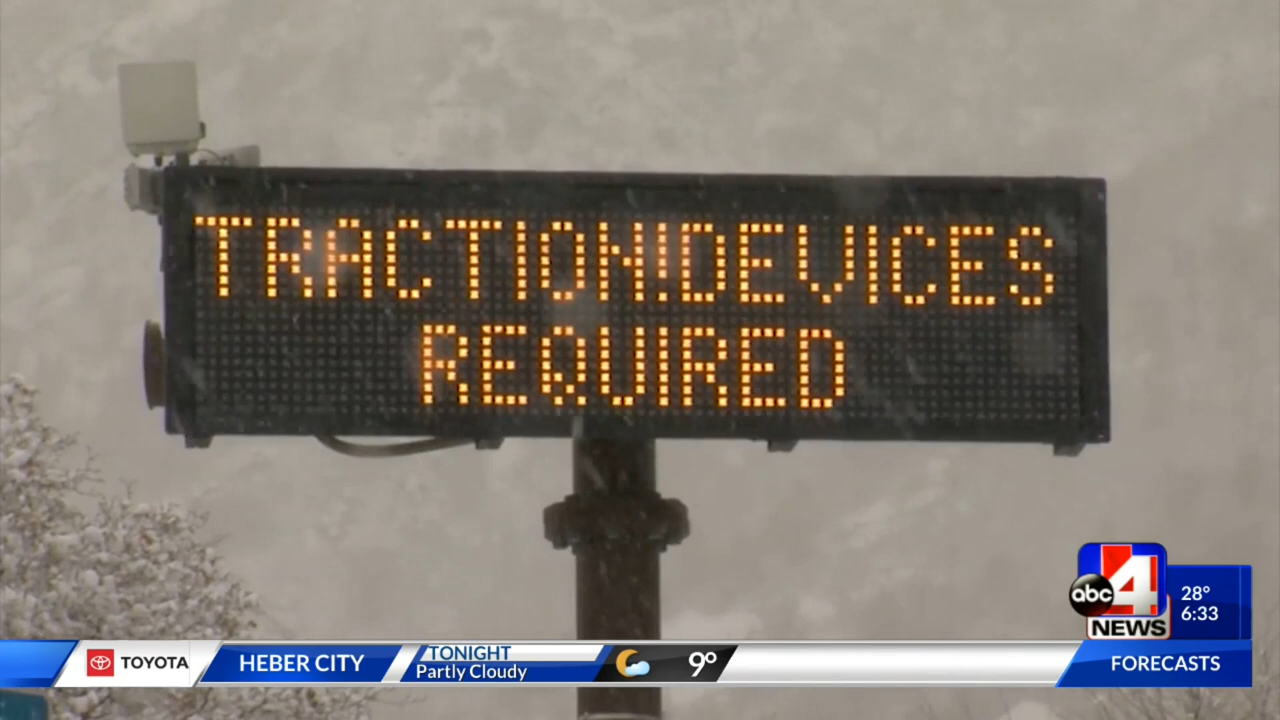 TRACTION!DEVICES
REQUIRED
abc 4
NEWS
28°
6:33
TOYOTA
HEBER CITY
TONIGHT
Partly Cloudy
9°
FORECASTS